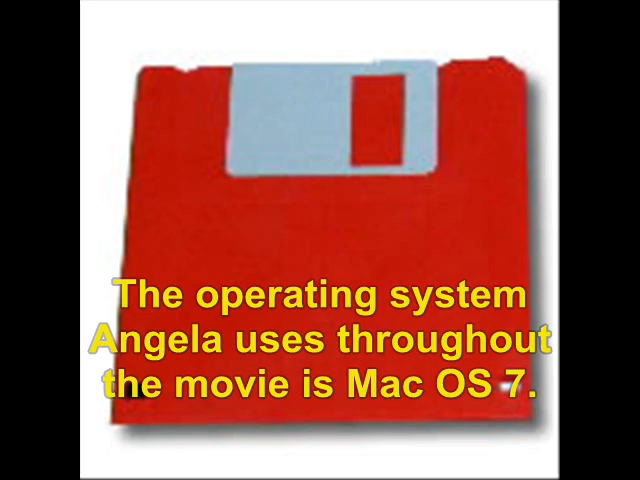 The operating system
Angela uses throughout
the movie is Mac OS 7.